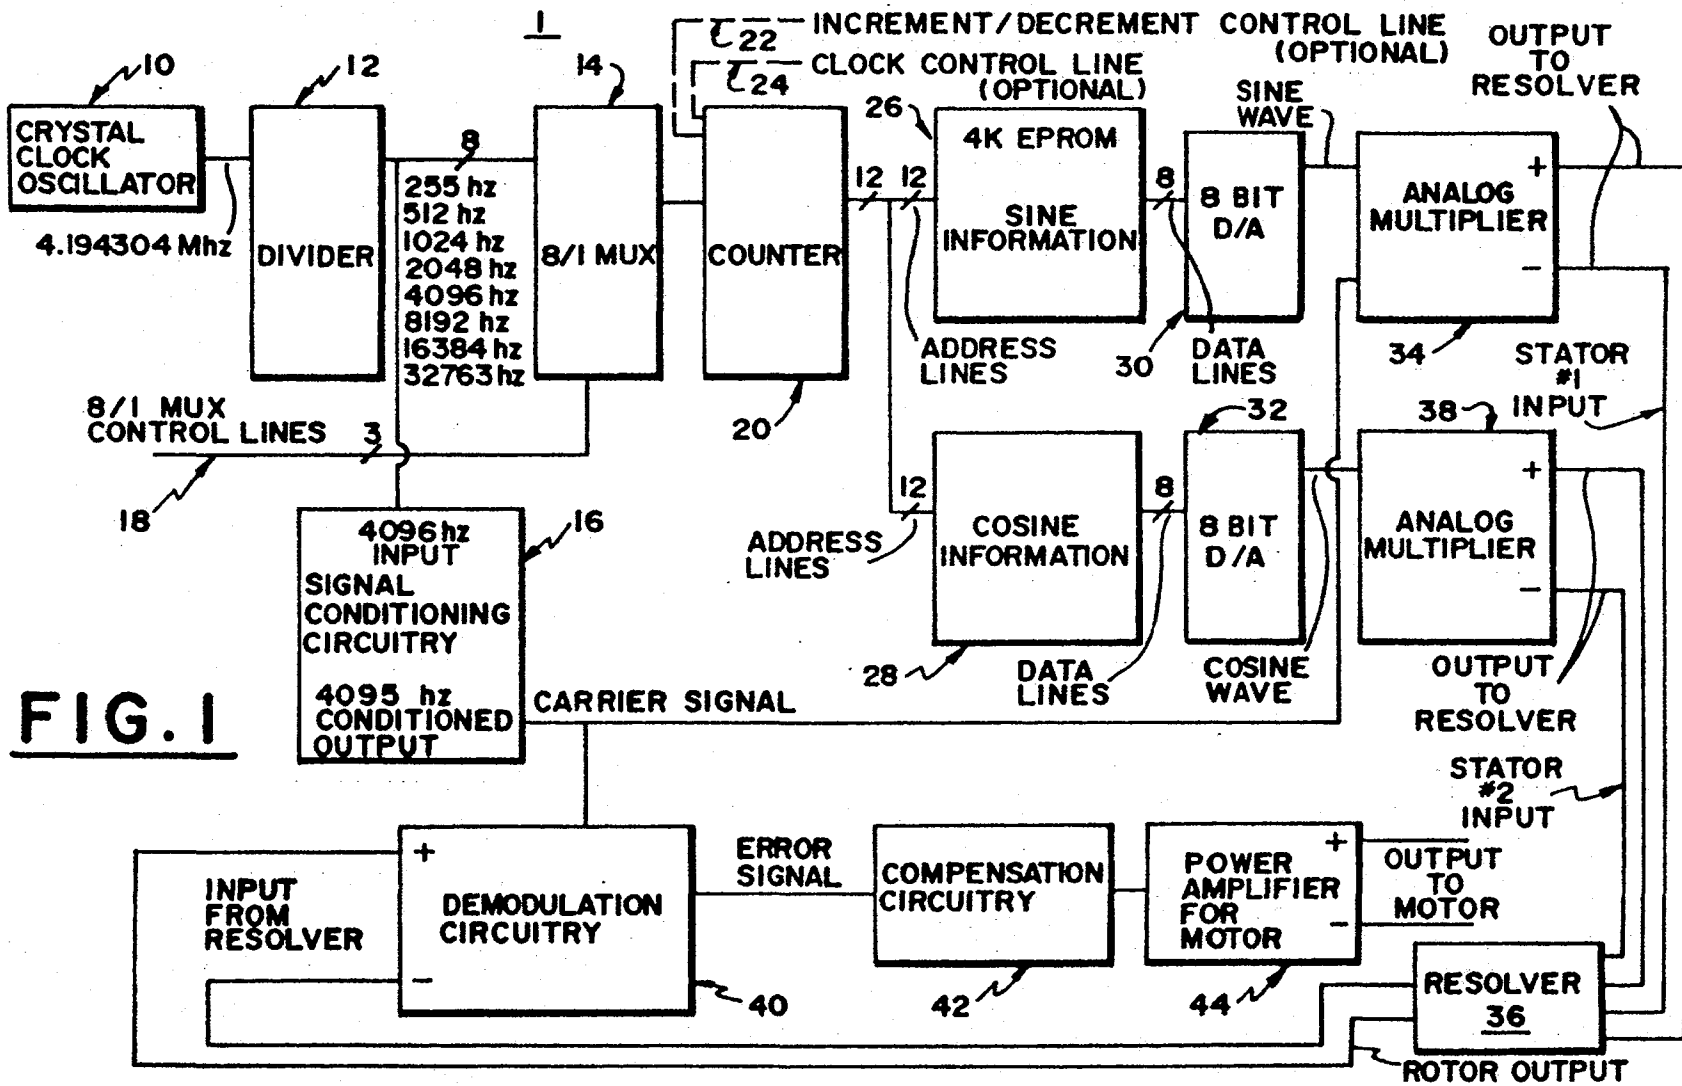 1
22
INCREMENT/DECREMENT CONTROL LINE
(OPTIONAL)
24
CLOCK CONTROL LINE
(OPTIONAL)
OUTPUT
TO
RESOLVER
10
12
14
26
SINE
WAVE
CRYSTAL
CLOCK
OSCILLATOR
4.194304 Mhz
DIVIDER
8
255 hz
512 hz
1024 hz
2048 hz
4096 hz
8192 hz
16384 hz
32763 hz
8/1 MUX
COUNTER
20
12
12
ADDRESS
LINES
4K EPROM
SINE
INFORMATION
8
DATA
LINES
8 BIT
D/A
30
+
ANALOG
MULTIPLIER
−
34
STATOR
#1
INPUT
8/1 MUX
CONTROL LINES
3
18
12
ADDRESS
LINES
COSINE
INFORMATION
28
8
DATA
LINES
32
8 BIT
D/A
COSINE
WAVE
38
+
ANALOG
MULTIPLIER
−
OUTPUT
TO
RESOLVER
16
4096 hz
INPUT
SIGNAL
CONDITIONING
CIRCUITRY
4095 hz
CONDITIONED
OUTPUT
CARRIER SIGNAL
FIG. 1
STATOR
#2
INPUT
INPUT
FROM
RESOLVER
+
DEMODULATION
CIRCUITRY
−
40
ERROR
SIGNAL
COMPENSATION
CIRCUITRY
42
+
POWER
AMPLIFIER
FOR
MOTOR
−
44
OUTPUT
TO
MOTOR
RESOLVER
36
ROTOR OUTPUT